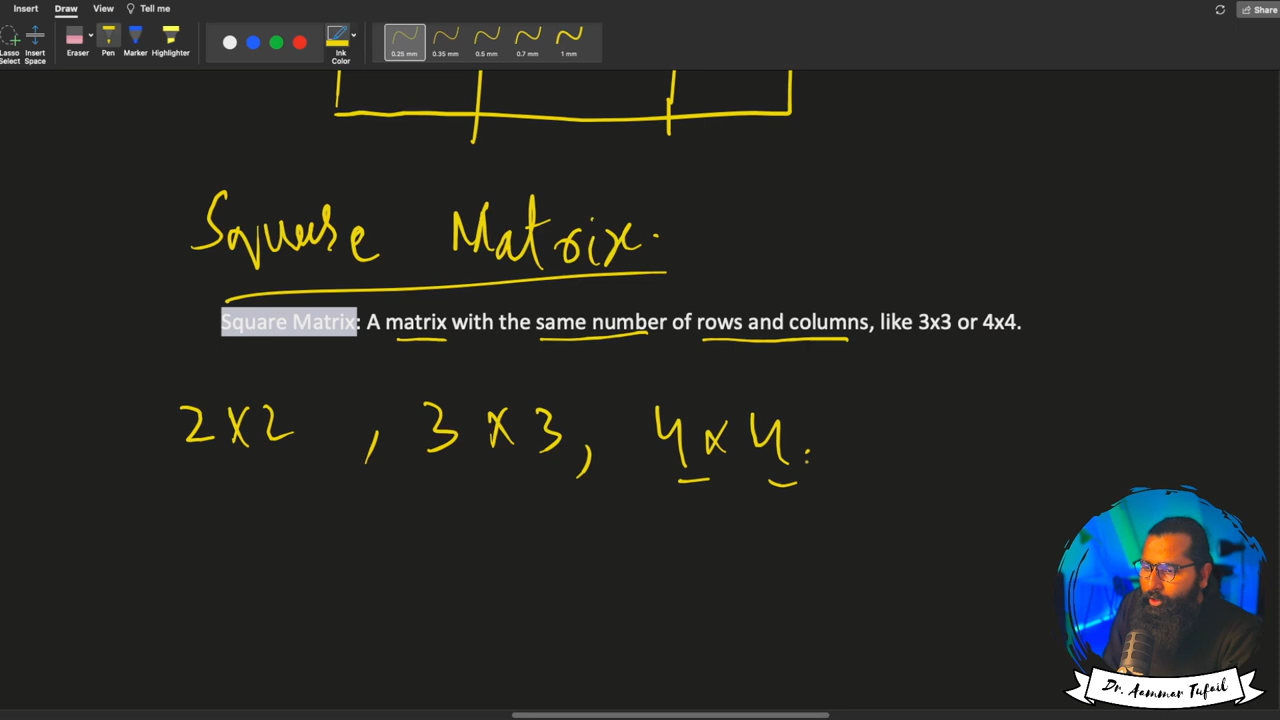 Insert Draw View Tell me Share
Lasso Select Insert Space Eraser Pen Marker Highlighter Ink Color 0.25 mm 0.35 mm 0.5 mm 0.7 mm 1 mm
Square Matrix.
Square Matrix: A matrix with the same number of rows and columns, like 3x3 or 4x4.
2x2 , 3x3, 4x4.
Dr. Aammar Tufail